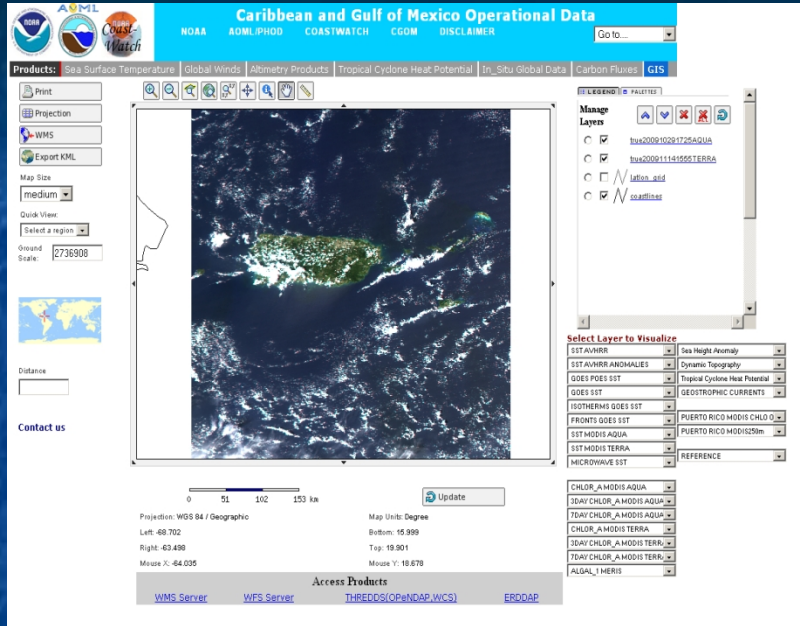 NOAA
AOML
Coast-
Watch
Caribbean and Gulf of Mexico Operational Data
NOAA AOML/PHOD COASTWATCH CGOM DISCLAIMER
Go to...
Products: Sea Surface Temperature Global Winds Altimetry Products Tropical Cyclone Heat Potential In_Situ Global Data Carbon Fluxes GIS
Print
Projection
WMS
Export KML
Map Size
medium
Quick View:
Select a region
Ground
Scale: 2736908
Distance
Contact us
LEGEND PALETTES
Manage
Layers
true200910291725AQUA
true200911141555TERRA
lation_grid
coastlines
Select Layer to Visualize
SST AVHRR
SST AVHRR ANOMALIES
GOES POES SST
GOES SST
ISOTHERMS GOES SST
FRONTS GOES SST
SST MODIS AQUA
SST MODIS TERRA
MICROWAVE SST
Sea Height Anomaly
Dynamic Topography
Tropical Cyclone Heat Potential
GEOSTROPHIC CURRENTS
PUERTO RICO MODIS CHLO O
PUERTO RICO MODIS250m
REFERENCE
CHLOR_A MODIS AQUA
3DAY CHLOR_A MODIS AQUA
7DAY CHLOR_A MODIS AQUA
CHLOR_A MODIS TERRA
3DAY CHLOR_A MODIS TERR
7DAY CHLOR_A MODIS TERR
ALGAL_1 MERIS
0 51 102 153 km
Update
Projection: WGS 84 / Geographic
Map Units: Degree
Left: -68.702
Bottom: 15.999
Right: -63.498
Top: 19.901
Mouse X: -64.035
Mouse Y: 18.678
Access Products
WMS Server WFS Server THREDDS(OPeNDAP,WCS) ERDDAP